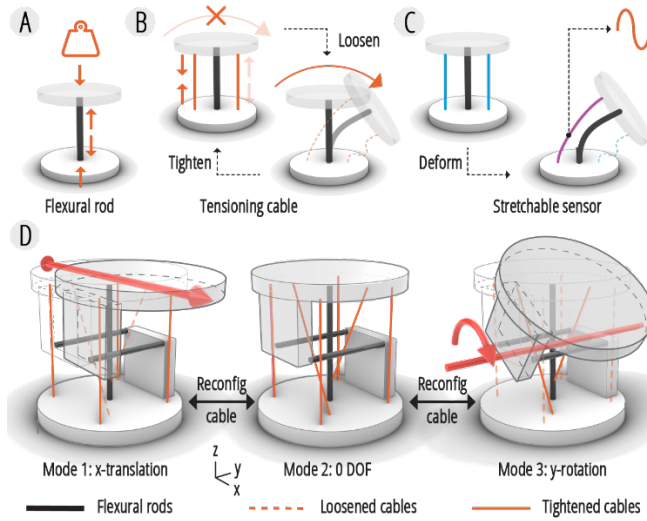 A
B
C
Loosen
Tighten
Deform
Flexural rod
Tensioning cable
Stretchable sensor
D
Reconfig
cable
Reconfig
cable
Mode 1: x-translation
z
y
x
Mode 2: 0 DOF
Mode 3: y-rotation
Flexural rods
Loosened cables
Tightened cables